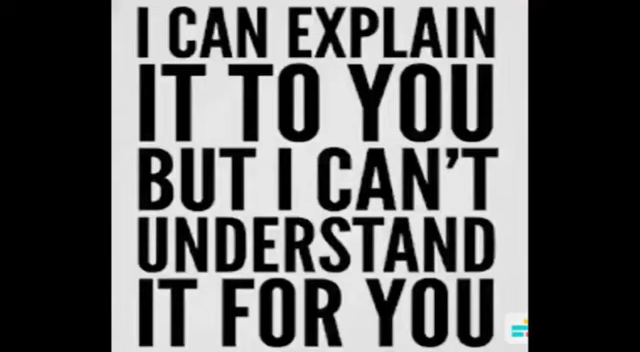 I CAN EXPLAIN
IT TO YOU
BUT I CAN'T
UNDERSTAND
IT FOR YOU